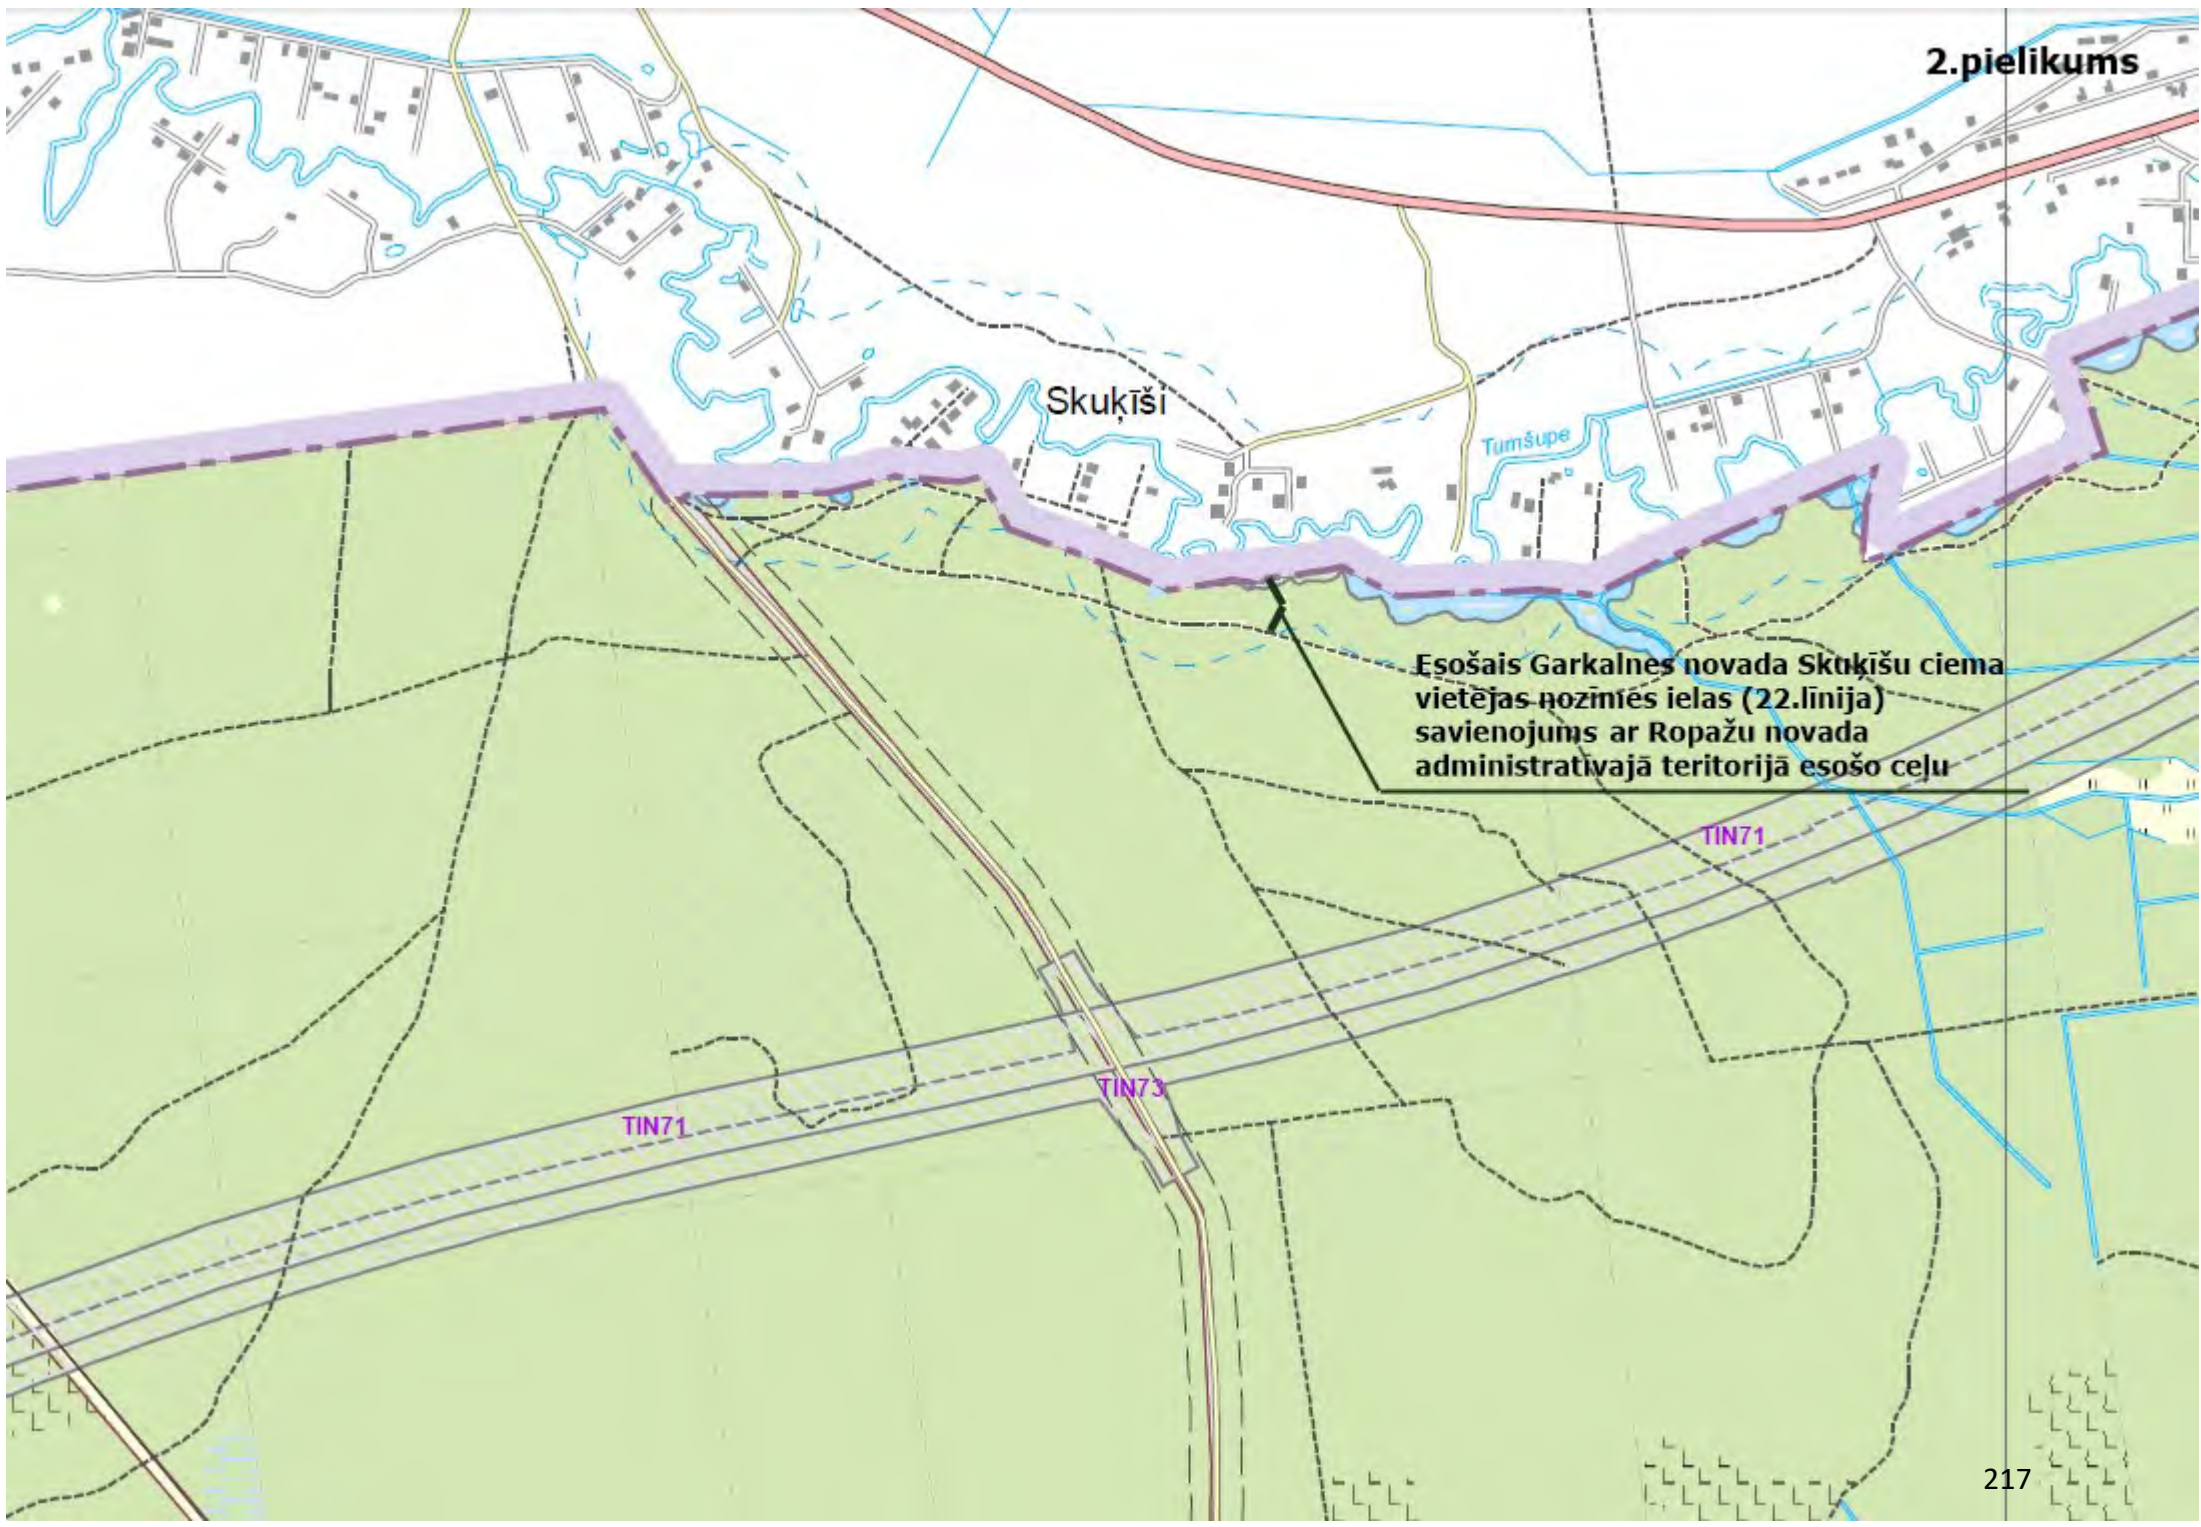 2.pielikums
Skuķīši
Tumšupe
Esošais Garkalnes novada Skuķīšu ciema
vietējas nozīmes ielas (22.līnija)
savienojums ar Ropažu novada
administratīvajā teritorijā esošo ceļu
TIN71
TIN73
TIN71
217